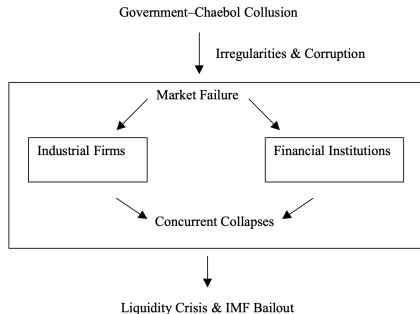 Government–Chaebol Collusion
Irregularities & Corruption
Market Failure
Industrial Firms
Financial Institutions
Concurrent Collapses
Liquidity Crisis & IMF Bailout